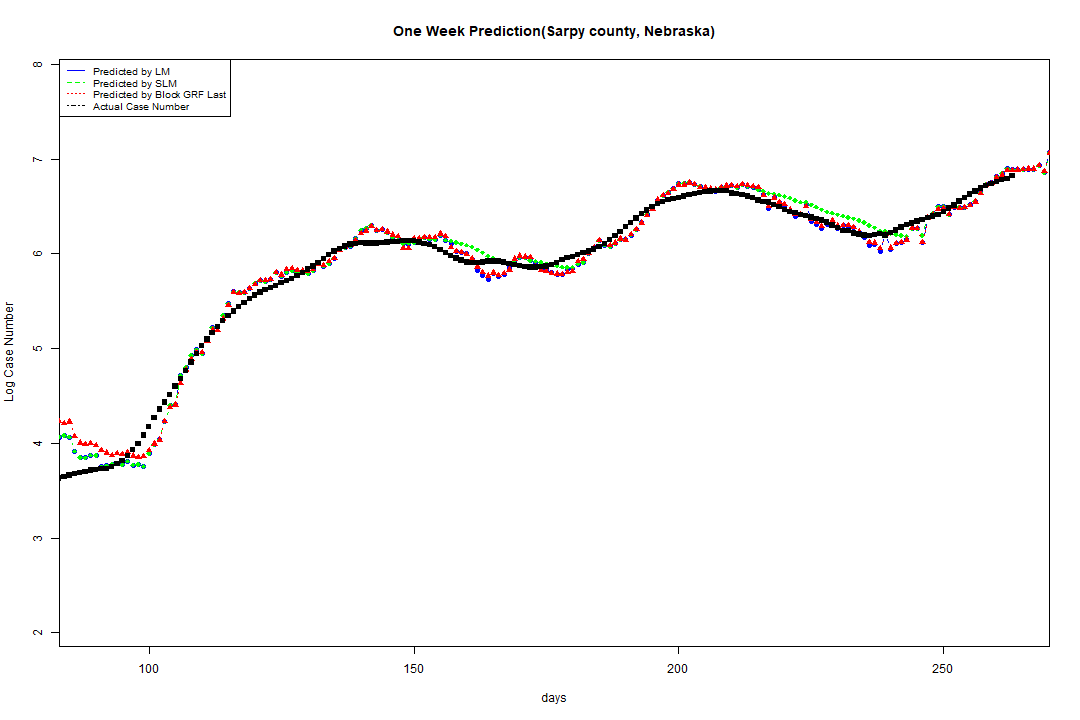 One Week Prediction(Sarpy county, Nebraska)
Predicted by LM
Predicted by SLM
Predicted by Block GRF Last
Actual Case Number
8
7
6
5
4
3
2
Log Case Number
100
150
200
250
days